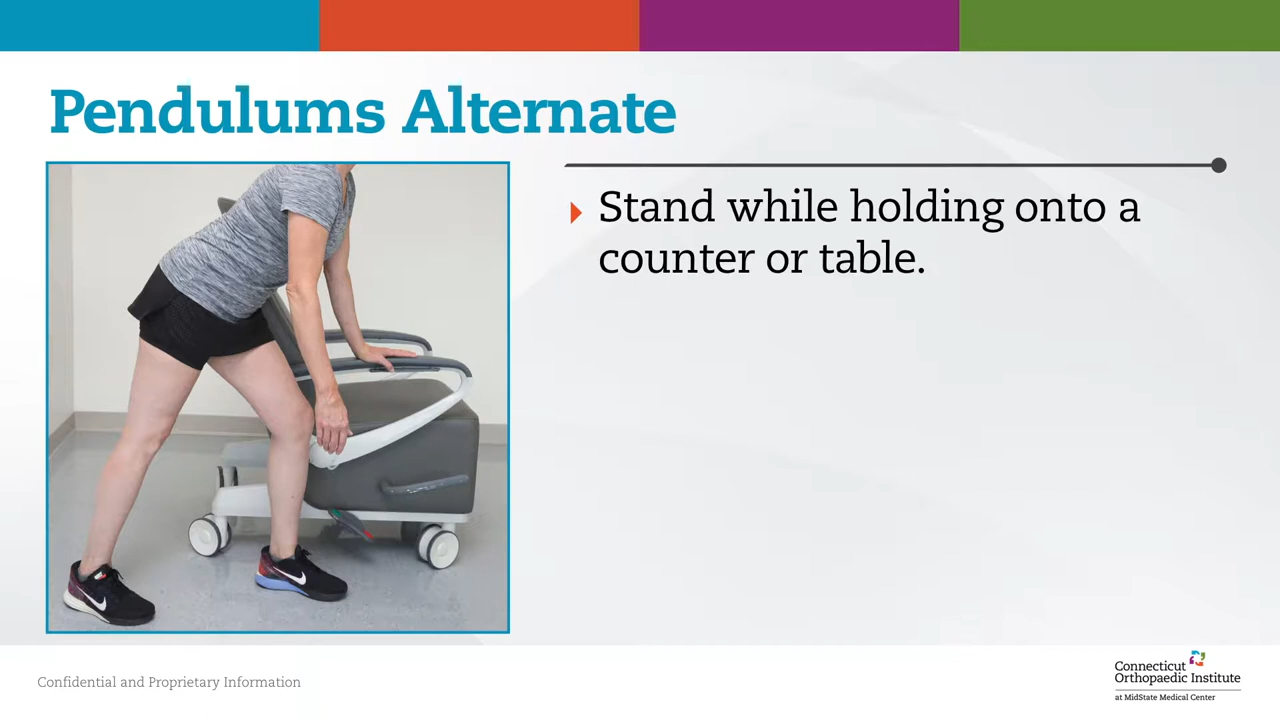 Pendulums Alternate
Stand while holding onto a
counter or table.
Confidential and Proprietary Information
Connecticut
Orthopaedic Institute
at MidState Medical Center